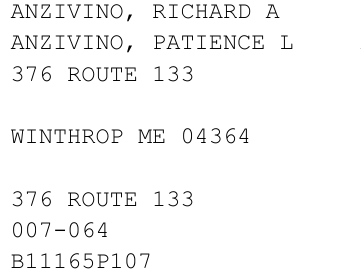 ANZIVINO, RICHARD A
ANZIVINO, PATIENCE L
376 ROUTE 133
WINTHROP ME 04364
376 ROUTE 133
007-064
B11165P107